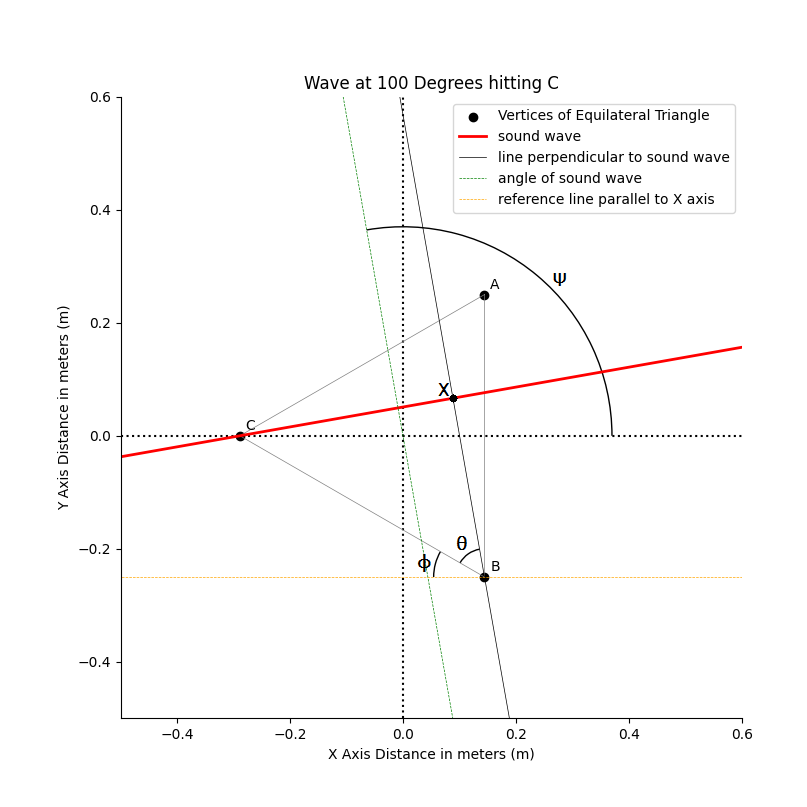 Wave at 100 Degrees hitting C
Vertices of Equilateral Triangle
sound wave
line perpendicular to sound wave
angle of sound wave
reference line parallel to X axis
0.6
0.4
0.2
0.0
−0.2
−0.4
Y Axis Distance in meters (m)
ψ
A
X
C
θ
ϕ
B
−0.4
−0.2
0.0
0.2
0.4
0.6
X Axis Distance in meters (m)